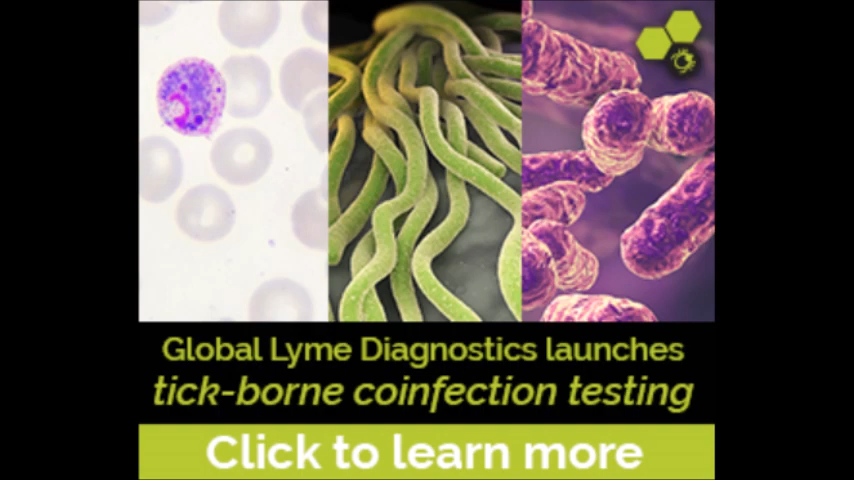 Global Lyme Diagnostics launches
tick-borne coinfection testing
Click to learn more